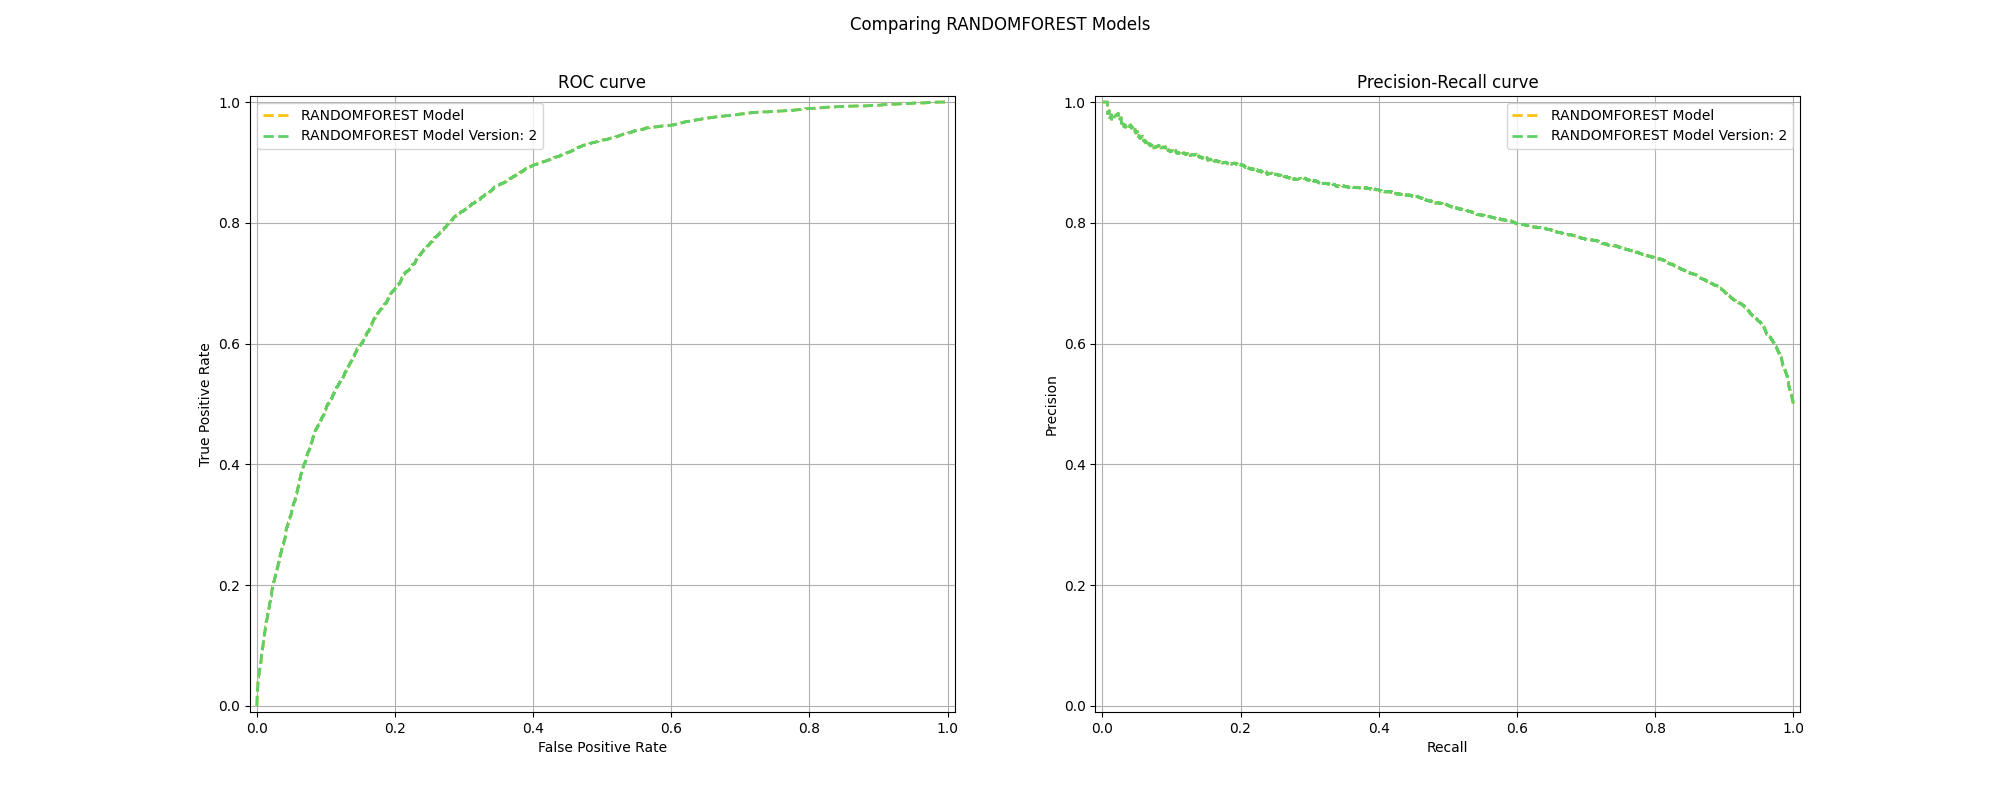 Comparing RANDOMFOREST Models
ROC curve
RANDOMFOREST Model
RANDOMFOREST Model Version: 2
1.0
0.8
0.6
0.4
0.2
0.0
True Positive Rate
0.0 0.2 0.4 0.6 0.8 1.0
False Positive Rate
Precision-Recall curve
RANDOMFOREST Model
RANDOMFOREST Model Version: 2
1.0
0.8
0.6
0.4
0.2
0.0
Precision
0.0 0.2 0.4 0.6 0.8 1.0
Recall